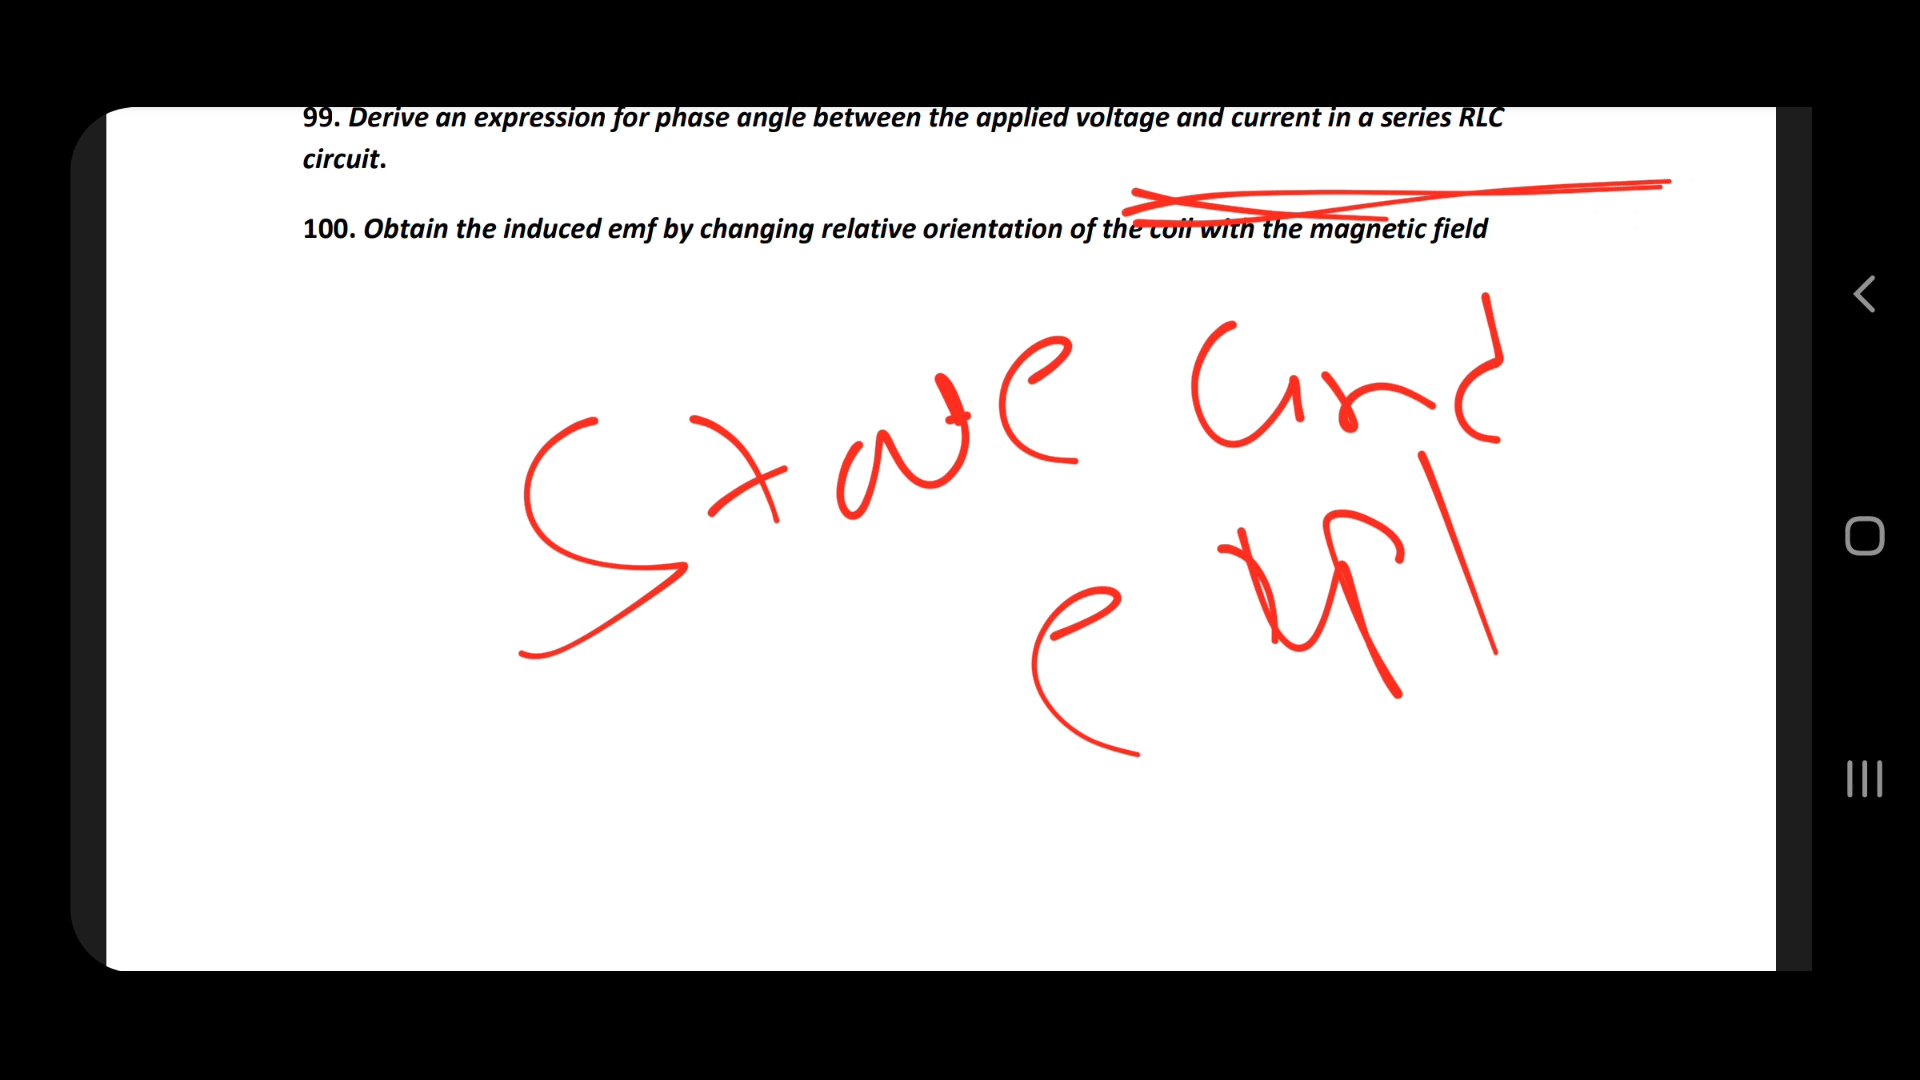 99. Derive an expression for phase angle between the applied voltage and current in a series RLC
circuit.
100. Obtain the induced emf by changing relative orientation of the coil with the magnetic field
State and